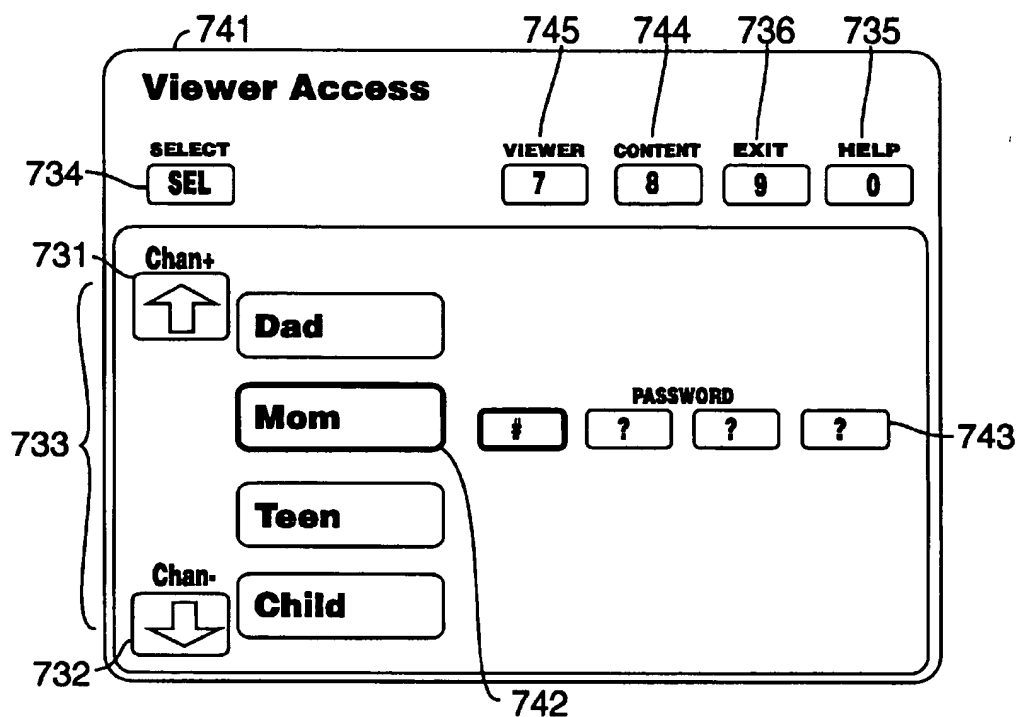 741 745 744 736 735
Viewer Access
SELECT VIEWER CONTENT EXIT HELP
734 SEL 7 8 9 0
731 Chan+
Dad
PASSWORD
733 Mom # ? ? ? 743
Teen
Chan-
Child
732
742